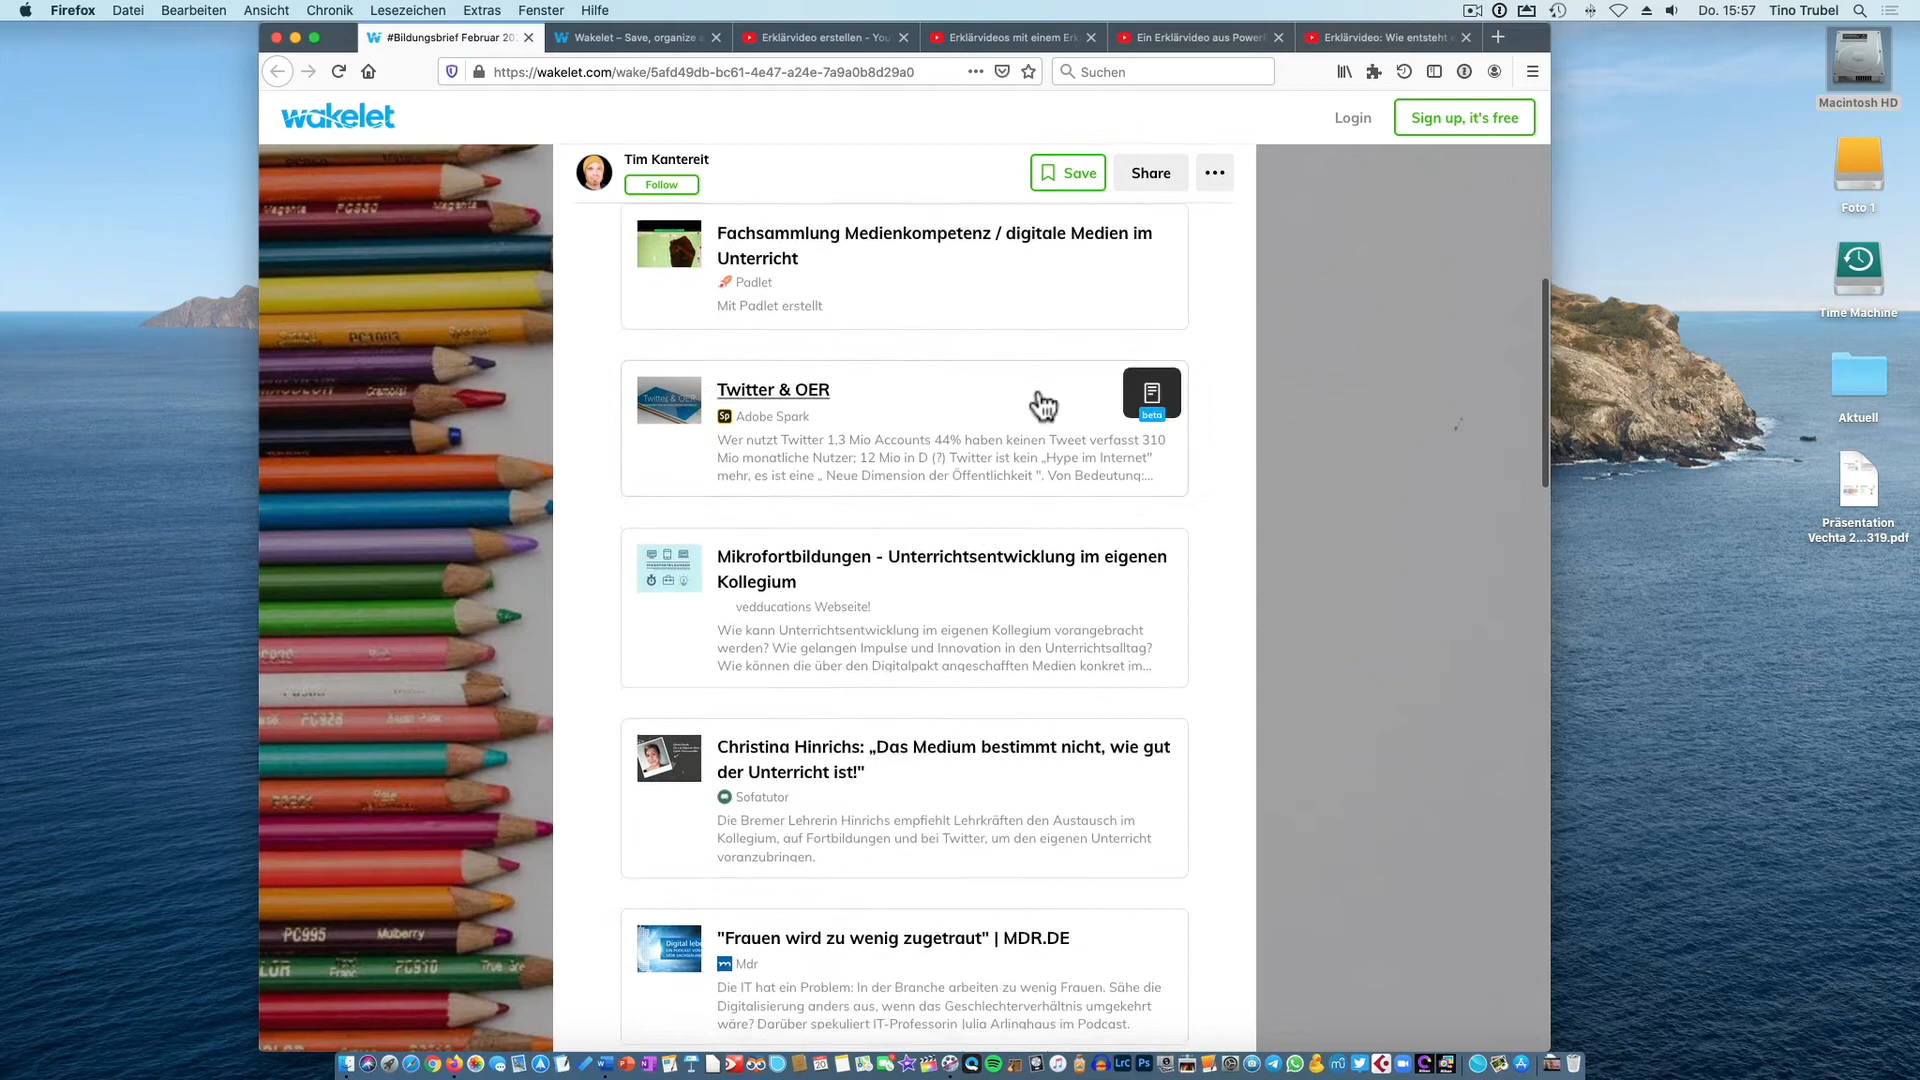 Firefox Datei Bearbeiten Ansicht Chronik Lesezeichen Extras Fenster Hilfe Do. 15:57 Tino Trubel
#Bildungsbrief Februar 20 Wakelet – Save, organize a Erklärvideo erstellen - You Erklärvideos mit einem Erk Ein Erklärvideo aus PowerP Erklärvideo: Wie entsteht e
https://wakelet.com/wake/5afd49db-bc61-4e47-a24e-7a9a0b8d29a0 Suchen
wakelet Login Sign up, it's free
Tim Kantereit
Follow
Save Share
Fachsammlung Medienkompetenz / digitale Medien im
Unterricht
Padlet
Mit Padlet erstellt
Twitter & OER
beta
Adobe Spark
Wer nutzt Twitter 1,3 Mio Accounts 44% haben keinen Tweet verfasst 310
Mio monatliche Nutzer; 12 Mio in D (?) Twitter ist kein „Hype im Internet"
mehr, es ist eine „ Neue Dimension der Öffentlichkeit ". Von Bedeutung:...
Mikrofortbildungen - Unterrichtsentwicklung im eigenen
Kollegium
vedducations Webseite!
Wie kann Unterrichtsentwicklung im eigenen Kollegium vorangebracht
werden? Wie gelangen Impulse und Innovation in den Unterrichtsalltag?
Wie können die über den Digitalpakt angeschafften Medien konkret im...
Christina Hinrichs: „Das Medium bestimmt nicht, wie gut
der Unterricht ist!"
Sofatutor
Die Bremer Lehrerin Hinrichs empfiehlt Lehrkräften den Austausch im
Kollegium, auf Fortbildungen und bei Twitter, um den eigenen Unterricht
voranzubringen.
"Frauen wird zu wenig zugetraut" | MDR.DE
Mdr
Die IT hat ein Problem: In der Branche arbeiten zu wenig Frauen. Sähe die
Digitalisierung anders aus, wenn das Geschlechterverhältnis umgekehrt
wäre? Darüber spekuliert IT-Professorin Julia Arlinghaus im Podcast.
Macintosh HD
Foto 1
Time Machine
Aktuell
Präsentation
Vechta 2...319.pdf
Magenta
PC1003
PC995 Mulberry
PC910 True Gre